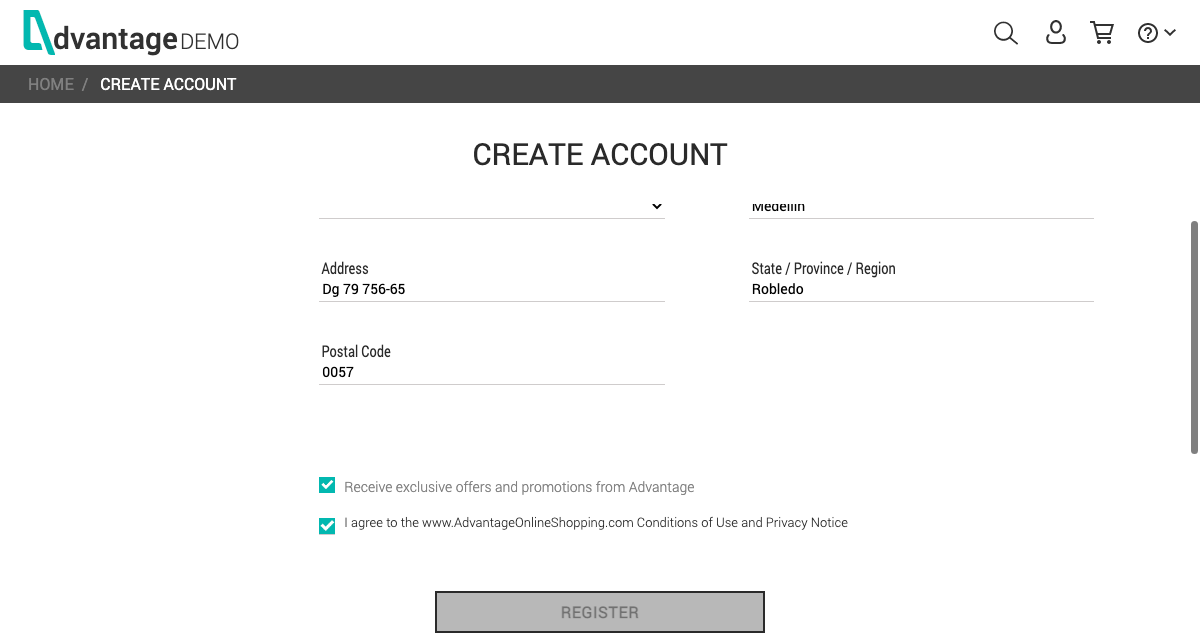 dvantage DEMO
HOME / CREATE ACCOUNT
CREATE ACCOUNT
Medellin
Address
Dg 79 756-65
State / Province / Region
Robledo
Postal Code
0057
Receive exclusive offers and promotions from Advantage
I agree to the www.AdvantageOnlineShopping.com Conditions of Use and Privacy Notice
REGISTER